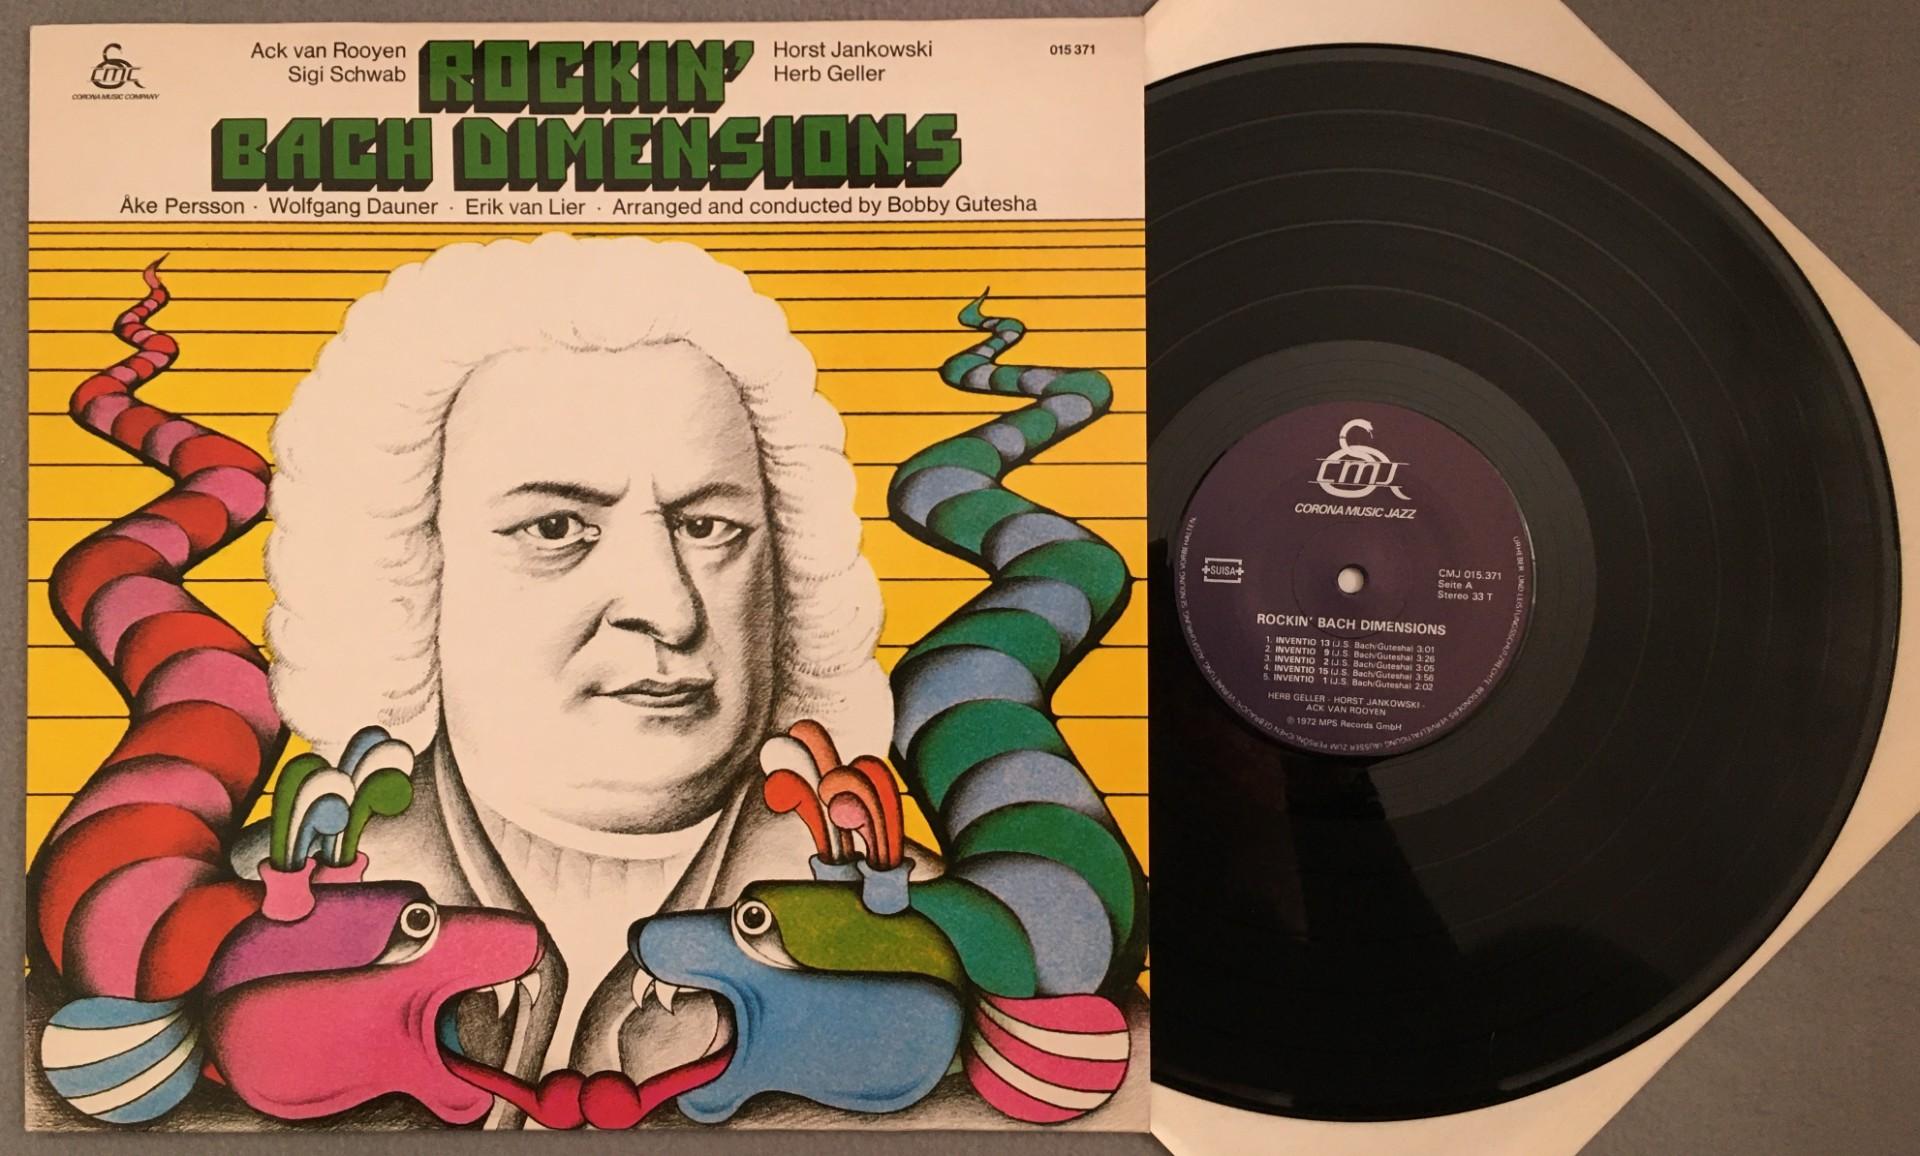 CMC
CORONA MUSIC COMPANY
Ack van Rooyen
Sigi Schwab
ROCKIN'
Horst Jankowski
Herb Geller
015 371
BACH DIMENSIONS
Åke Persson · Wolfgang Dauner · Erik van Lier · Arranged and conducted by Bobby Gutesha
CMJ
CORONA MUSIC JAZZ
SUISA
CMJ 015.371
Seite A
Stereo 33 T
ROCKIN' BACH DIMENSIONS
1. INVENTIO 13 (J.S. Bach/Gutesha) 3:01
2. INVENTIO 9 (J.S. Bach/Gutesha) 3:26
3. INVENTIO 2 (J.S. Bach/Gutesha) 3:05
4. INVENTIO 15 (J.S. Bach/Gutesha) 3:56
5. INVENTIO 1 (J.S. Bach/Gutesha) 2:02
HERB GELLER - HORST JANKOWSKI -
ACK VAN ROOYEN
℗ 1972 MPS Records GmbH